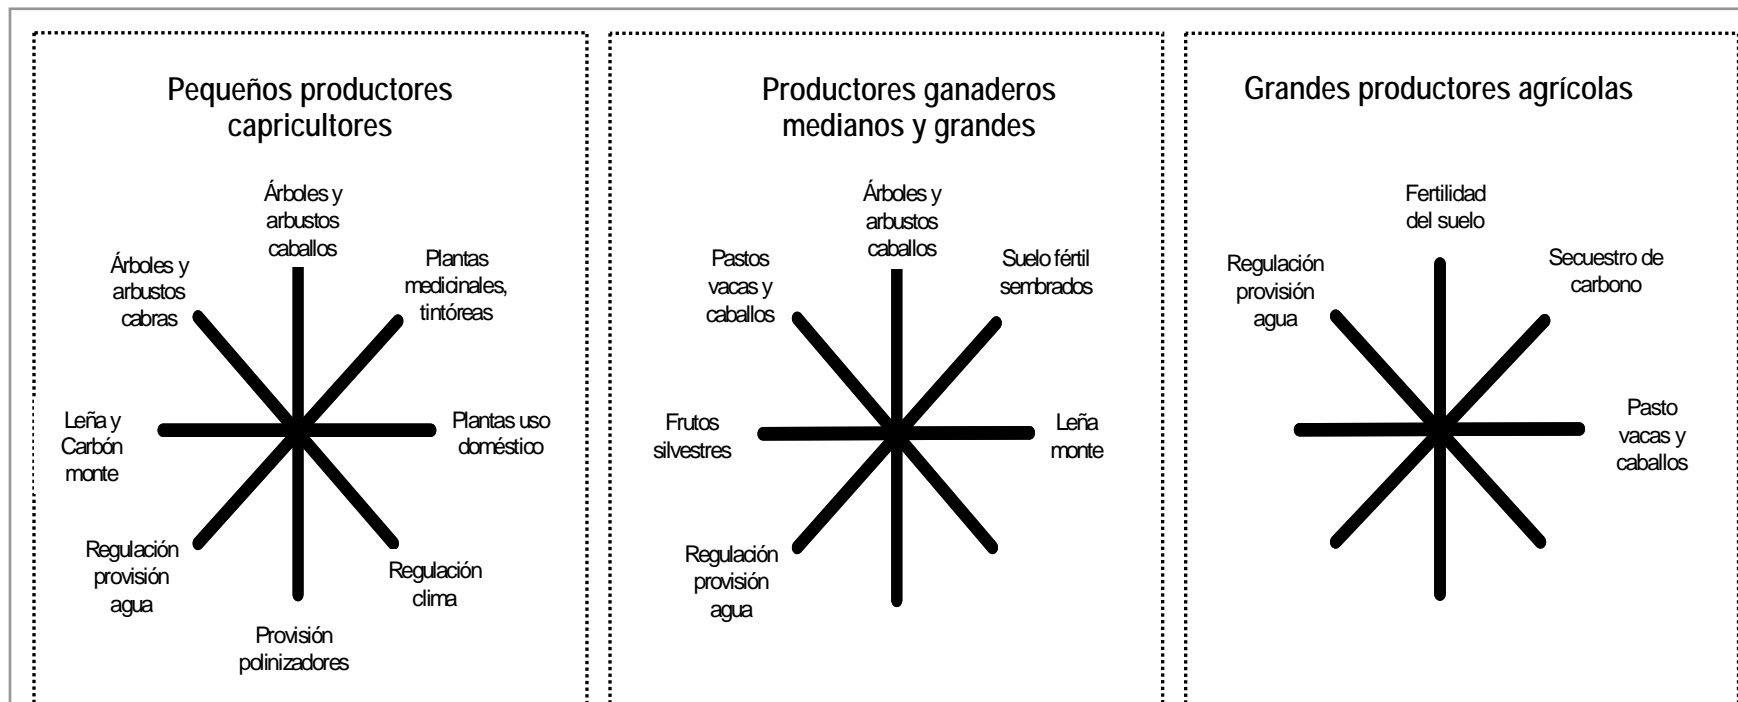 Pequeños productores
capricultores
Árboles y
arbustos
caballos
Árboles y
arbustos
cabras
Plantas
medicinales,
tintóreas
Leña y
Carbón
monte
Plantas uso
doméstico
Regulación
provisión
agua
Regulación
clima
Provisión
polinizadores
Productores ganaderos
medianos y grandes
Árboles y
arbustos
caballos
Pastos
vacas y
caballos
Suelo fértil
sembrados
Frutos
silvestres
Leña
monte
Regulación
provisión
agua
Grandes productores agrícolas
Fertilidad
del suelo
Regulación
provisión
agua
Secuestro de
carbono
Pasto
vacas y
caballos